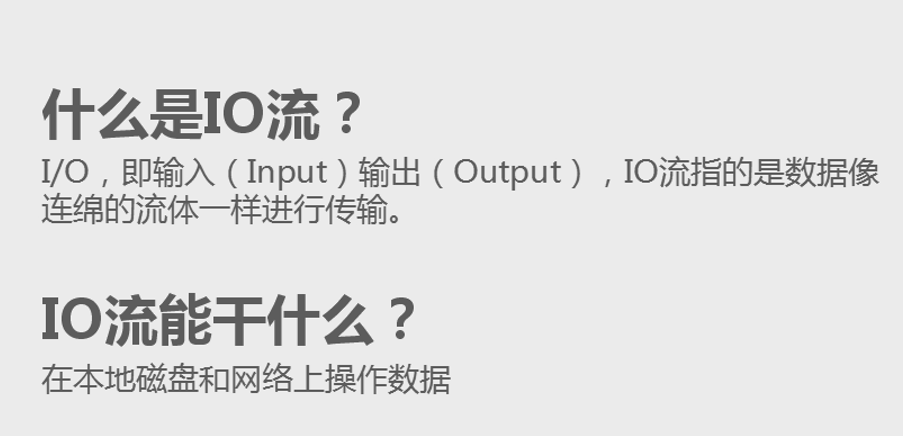 什么是IO流？
I/O，即输入（Input）输出（Output），IO流指的是数据像
连绵的流体一样进行传输。
IO流能干什么？
在本地磁盘和网络上操作数据